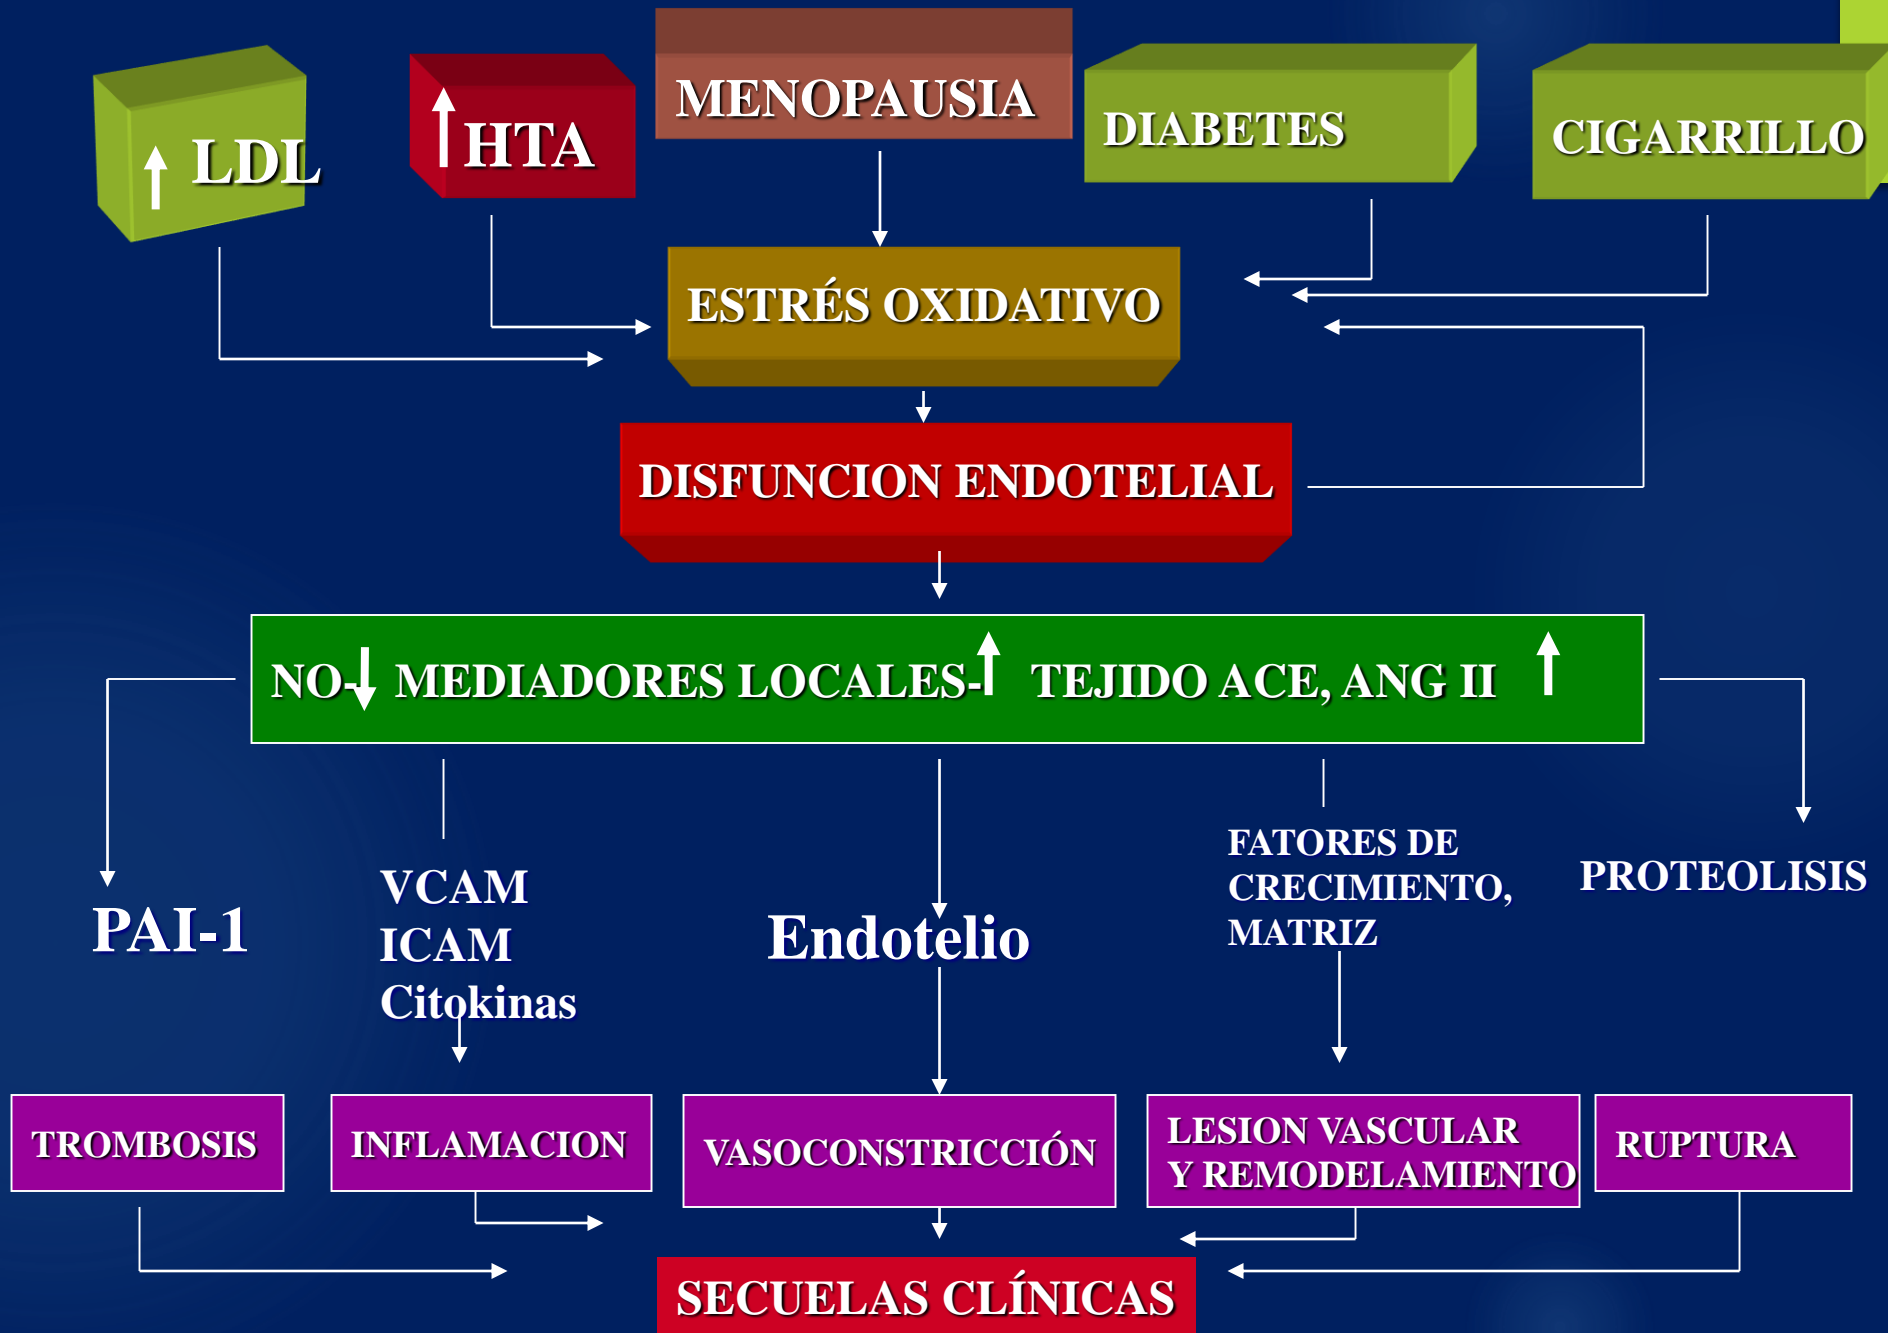 LDL
HTA
MENOPAUSIA
DIABETES
CIGARRILLO
ESTRÉS OXIDATIVO
DISFUNCION ENDOTELIAL
NO- MEDIADORES LOCALES- TEJIDO ACE, ANG II
PAI-1
VCAM
ICAM
Citokinas
Endotelio
FATORES DE
CRECIMIENTO,
MATRIZ
PROTEOLISIS
TROMBOSIS
INFLAMACION
VASOCONSTRICCIÓN
LESION VASCULAR
Y REMODELAMIENTO
RUPTURA
SECUELAS CLÍNICAS